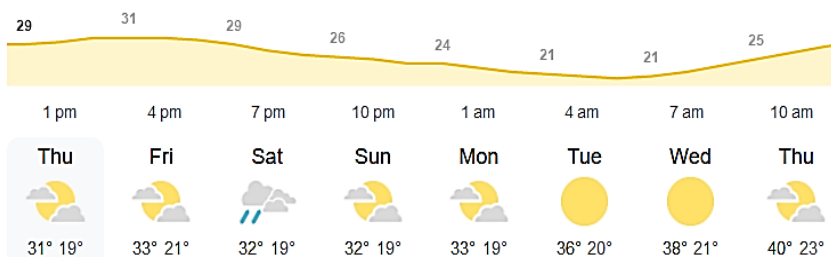 29 31 29 26 24 21 21 25
1 pm 4 pm 7 pm 10 pm 1 am 4 am 7 am 10 am
Thu Fri Sat Sun Mon Tue Wed Thu
31° 19° 33° 21° 32° 19° 32° 19° 33° 19° 36° 20° 38° 21° 40° 23°